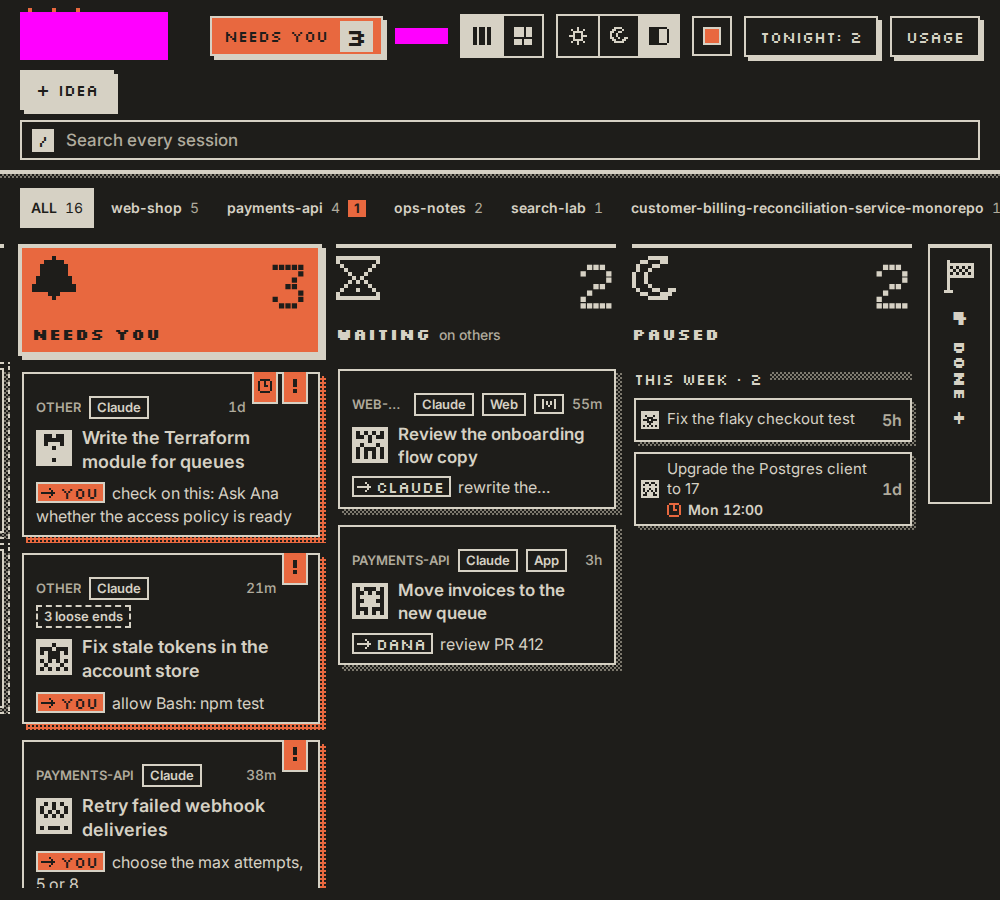 NEEDS YOU 3
TONIGHT: 2
USAGE
+ IDEA
/ Search every session
ALL 16
web-shop 5
payments-api 4 1
ops-notes 2
search-lab 1
customer-billing-reconciliation-service-monorepo 1
3
NEEDS YOU
OTHER Claude 1d !
Write the Terraform
module for queues
→ YOU check on this: Ask Ana
whether the access policy is ready
OTHER Claude 21m !
3 loose ends
Fix stale tokens in the
account store
→ YOU allow Bash: npm test
PAYMENTS-API Claude 38m !
Retry failed webhook
deliveries
→ YOU choose the max attempts,
5 or 8
2
WAITING on others
WEB-... Claude Web 55m
Review the onboarding
flow copy
→ CLAUDE rewrite the...
PAYMENTS-API Claude App 3h
Move invoices to the
new queue
→ DANA review PR 412
2
PAUSED
THIS WEEK · 2
Fix the flaky checkout test 5h
Upgrade the Postgres client
to 17 1d
Mon 12:00
4 DONE +